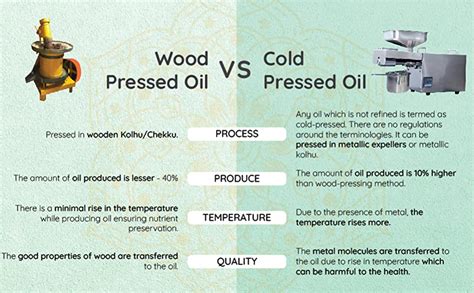 Wood
Pressed Oil
VS
Cold
Pressed Oil
Pressed in wooden Kolhu/Chekku.
PROCESS
Any oil which is not refined is termed as
cold-pressed. There are no regulations
around the terminologies. It can be
pressed in metallic expellers or metallic
kolhu.
The amount of oil produced is lesser - 40%
PRODUCE
The amount of oil produced is 10% higher
than wood-pressing method.
There is a minimal rise in the temperature
while producing oil ensuring nutrient
preservation.
TEMPERATURE
Due to the presence of metal, the
temperature rises more.
The good properties of wood are transferred
to the oil.
QUALITY
The metal molecules are transferred to
the oil due to rise in temperature which
can be harmful to the health.